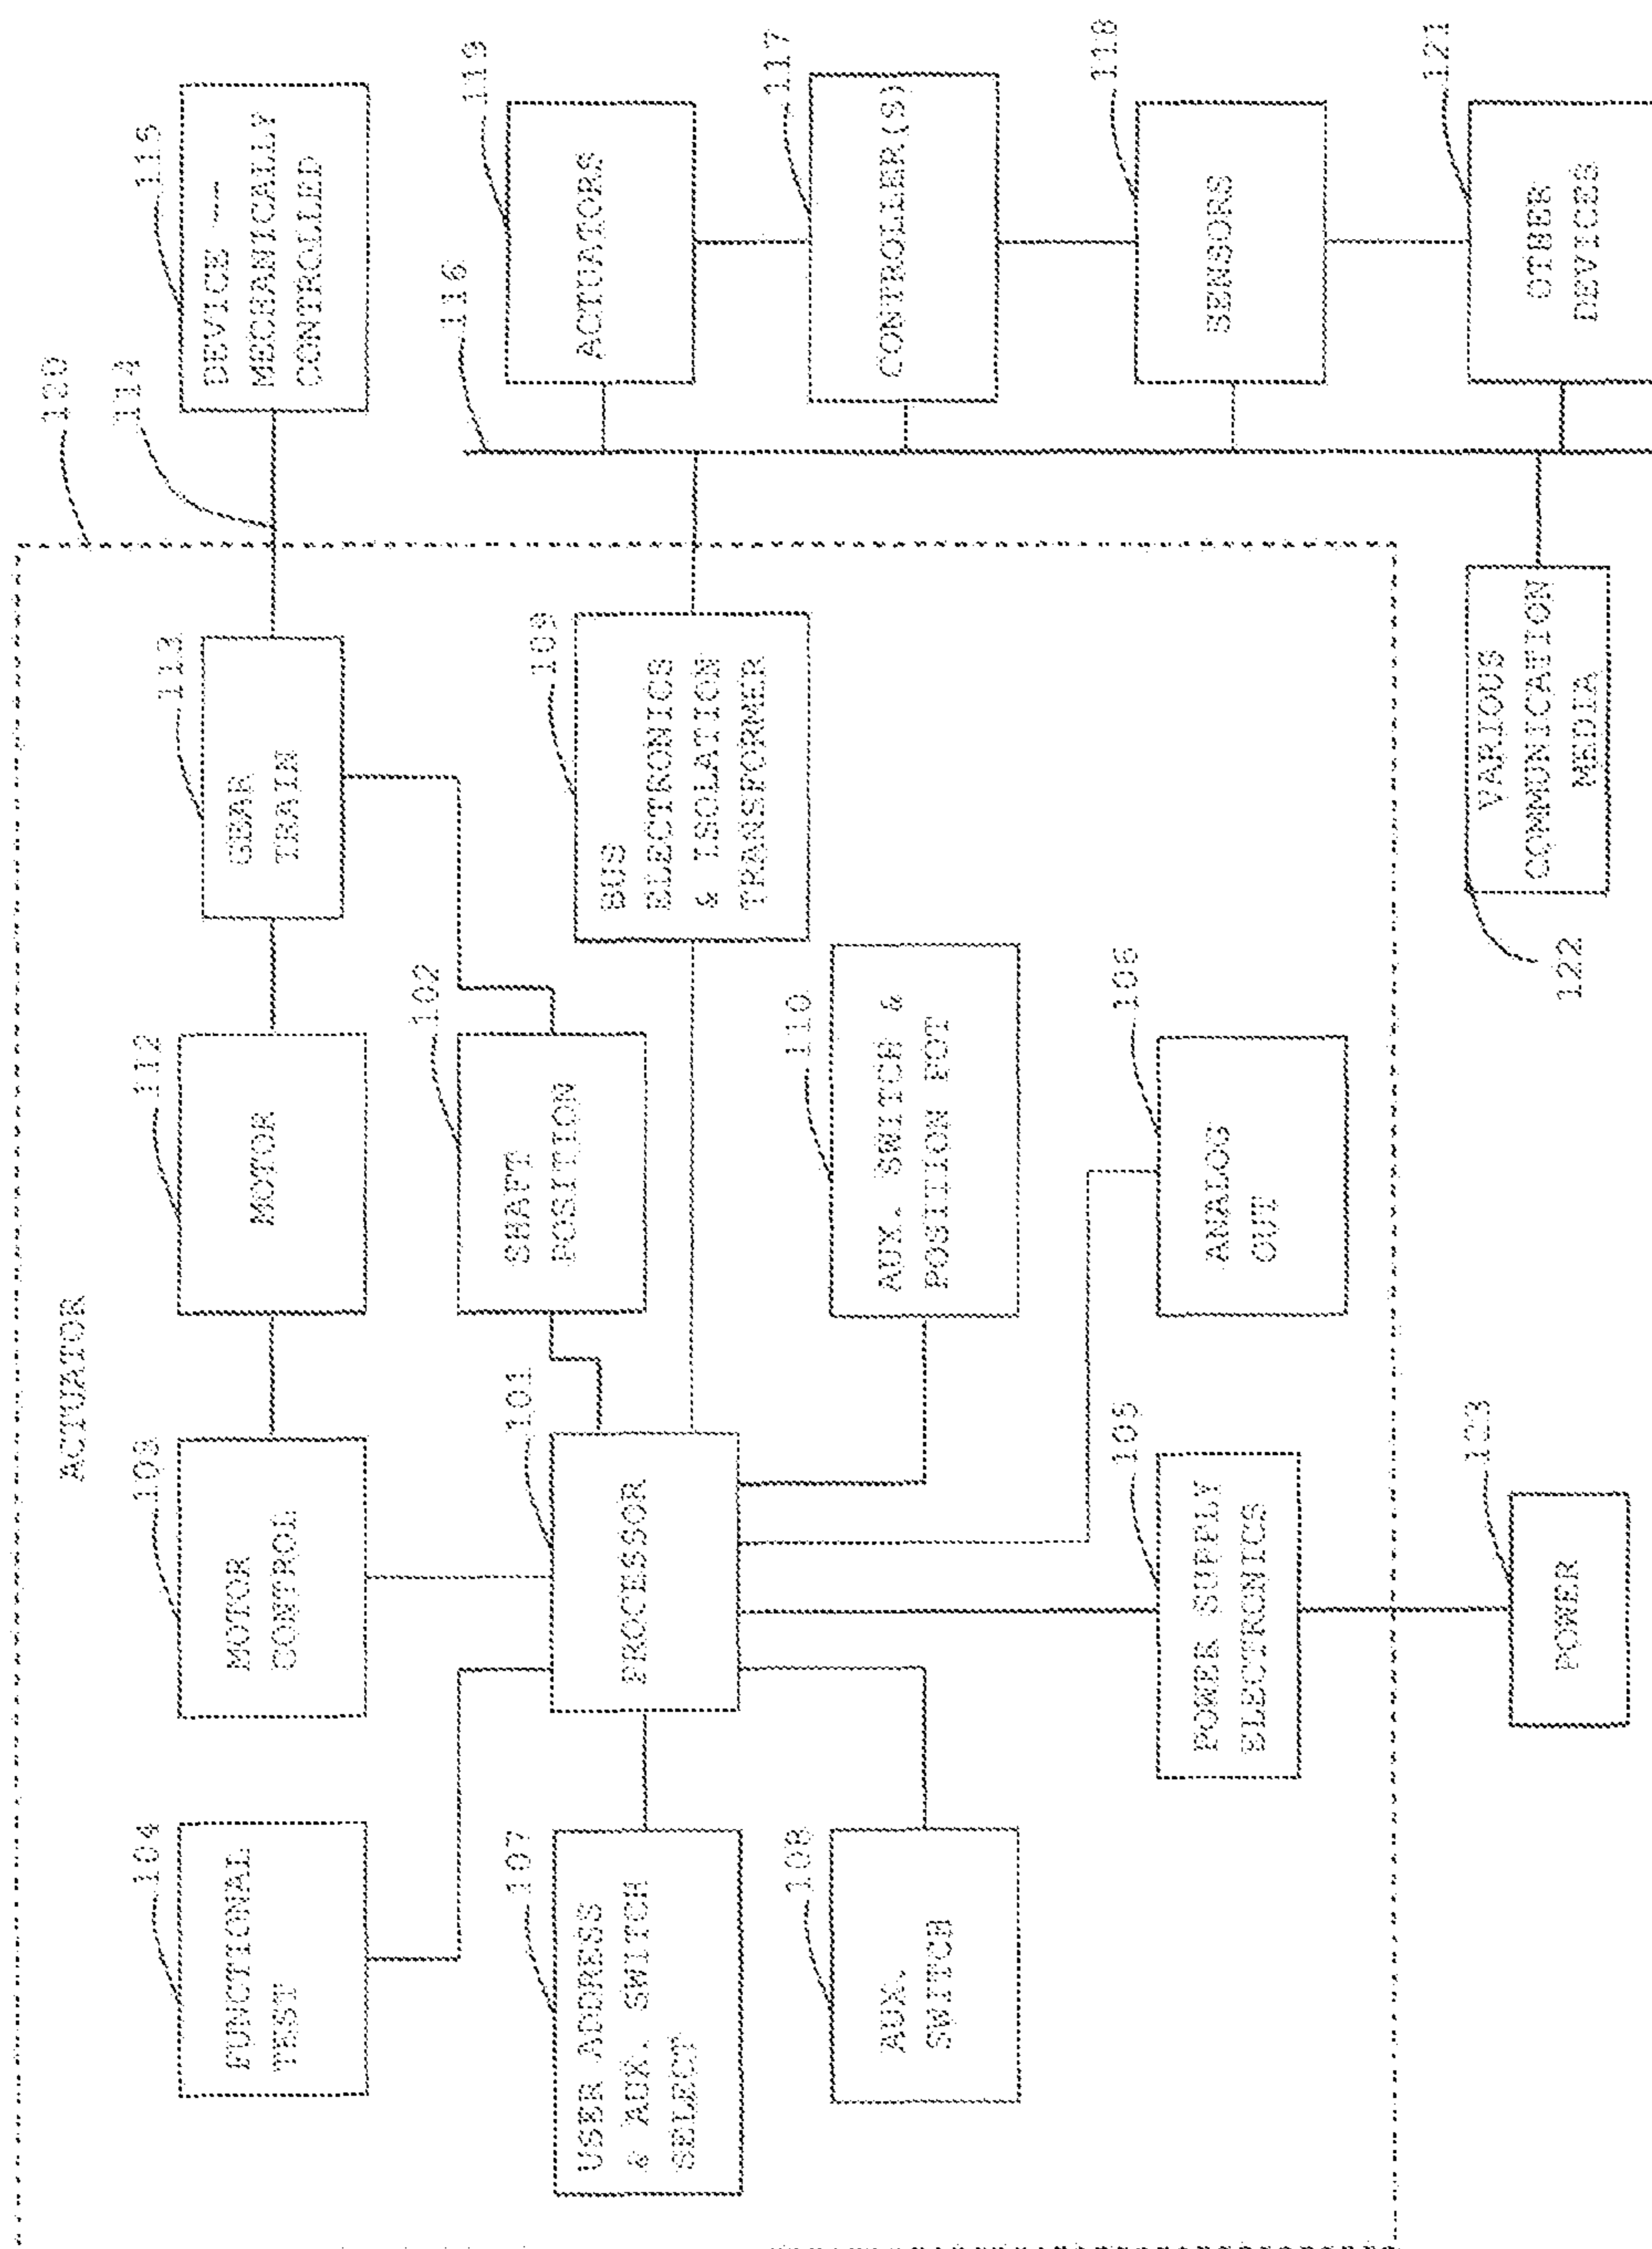 ACTUATOR
120
104
FUNCTIONAL
TEST
103
MOTOR
CONTROL
112
MOTOR
113
GEAR
TRAIN
114
115
DEVICE —
MECHANICALLY
CONTROLLED
107
USER ADDRESS
& AUX. SWITCH
SELECT
101
PROCESSOR
102
SHAFT
POSITION
109
BUS
ELECTRONICS
& ISOLATION
TRANSFORMER
116
119
ACTUATORS
108
AUX.
SWITCH
110
AUX. SWITCH &
POSITION POT
117
CONTROLLER(S)
105
POWER SUPPLY
ELECTRONICS
106
ANALOG
OUT
118
SENSORS
123
POWER
122
VARIOUS
COMMUNICATION
MEDIA
121
OTHER
DEVICES